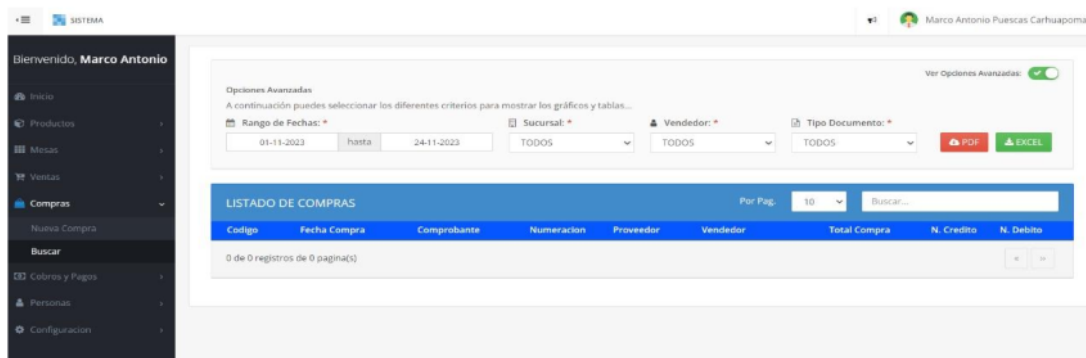 SISTEMA
Marco Antonio Puescas Carhuapoma
Bienvenido, Marco Antonio
Inicio
Productos
Mesas
Ventas
Compras
Nueva Compra
Buscar
Cobros y Pagos
Personas
Configuracion
Ver Opciones Avanzadas:
Opciones Avanzadas
A continuación puedes seleccionar los diferentes criterios para mostrar los gráficos y tablas...
Rango de Fechas: * Sucursal: * Vendedor: * Tipo Documento: *
01-11-2023 hasta 24-11-2023 TODOS TODOS TODOS PDF EXCEL
LISTADO DE COMPRAS Por Pag. 10 Buscar...
Codigo Fecha Compra Comprobante Numeracion Proveedor Vendedor Total Compra N. Credito N. Debito
0 de 0 registros de 0 pagina(s) « »